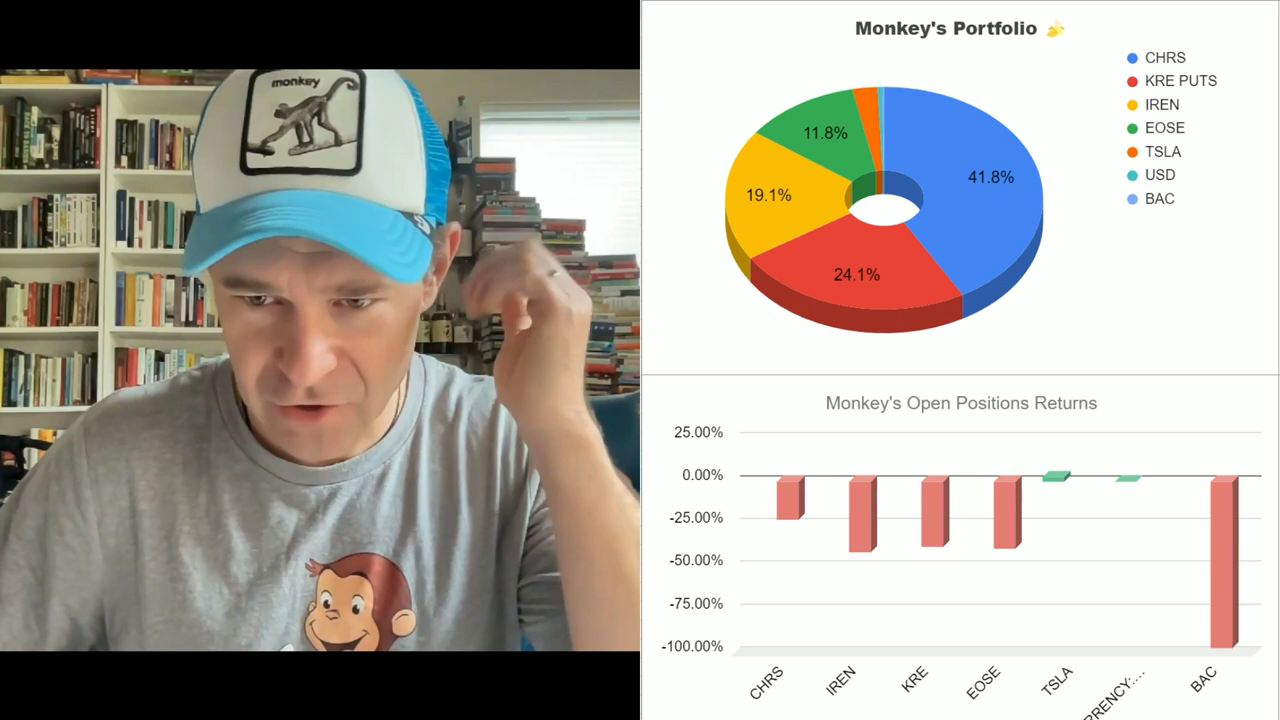 monkey
Monkey's Portfolio 🍌
CHRS
KRE PUTS
IREN
EOSE
TSLA
USD
BAC
41.8%
24.1%
19.1%
11.8%
Monkey's Open Positions Returns
25.00%
0.00%
-25.00%
-50.00%
-75.00%
-100.00%
CHRS
IREN
KRE
EOSE
TSLA
RRENCY:...
BAC